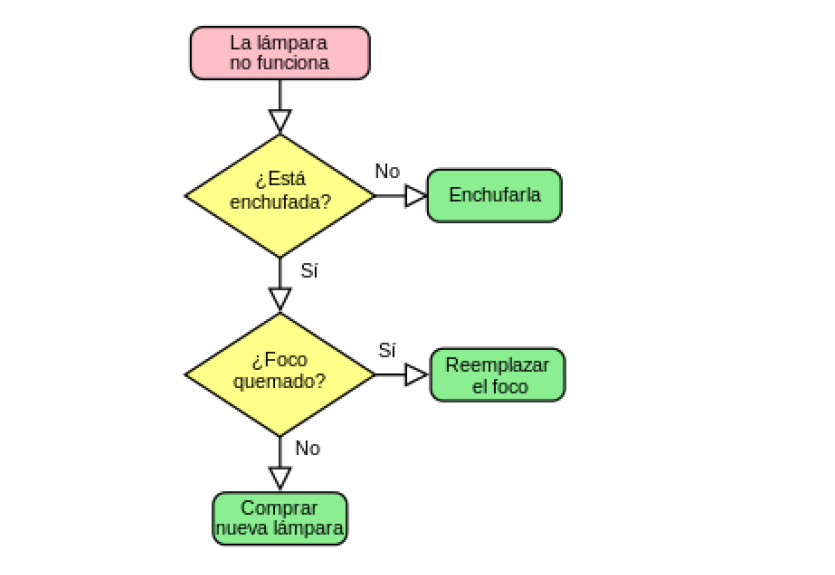 La lámpara
no funciona
¿Está
enchufada?
No
Enchufarla
Sí
¿Foco
quemado?
Sí
Reemplazar
el foco
No
Comprar
nueva lámpara